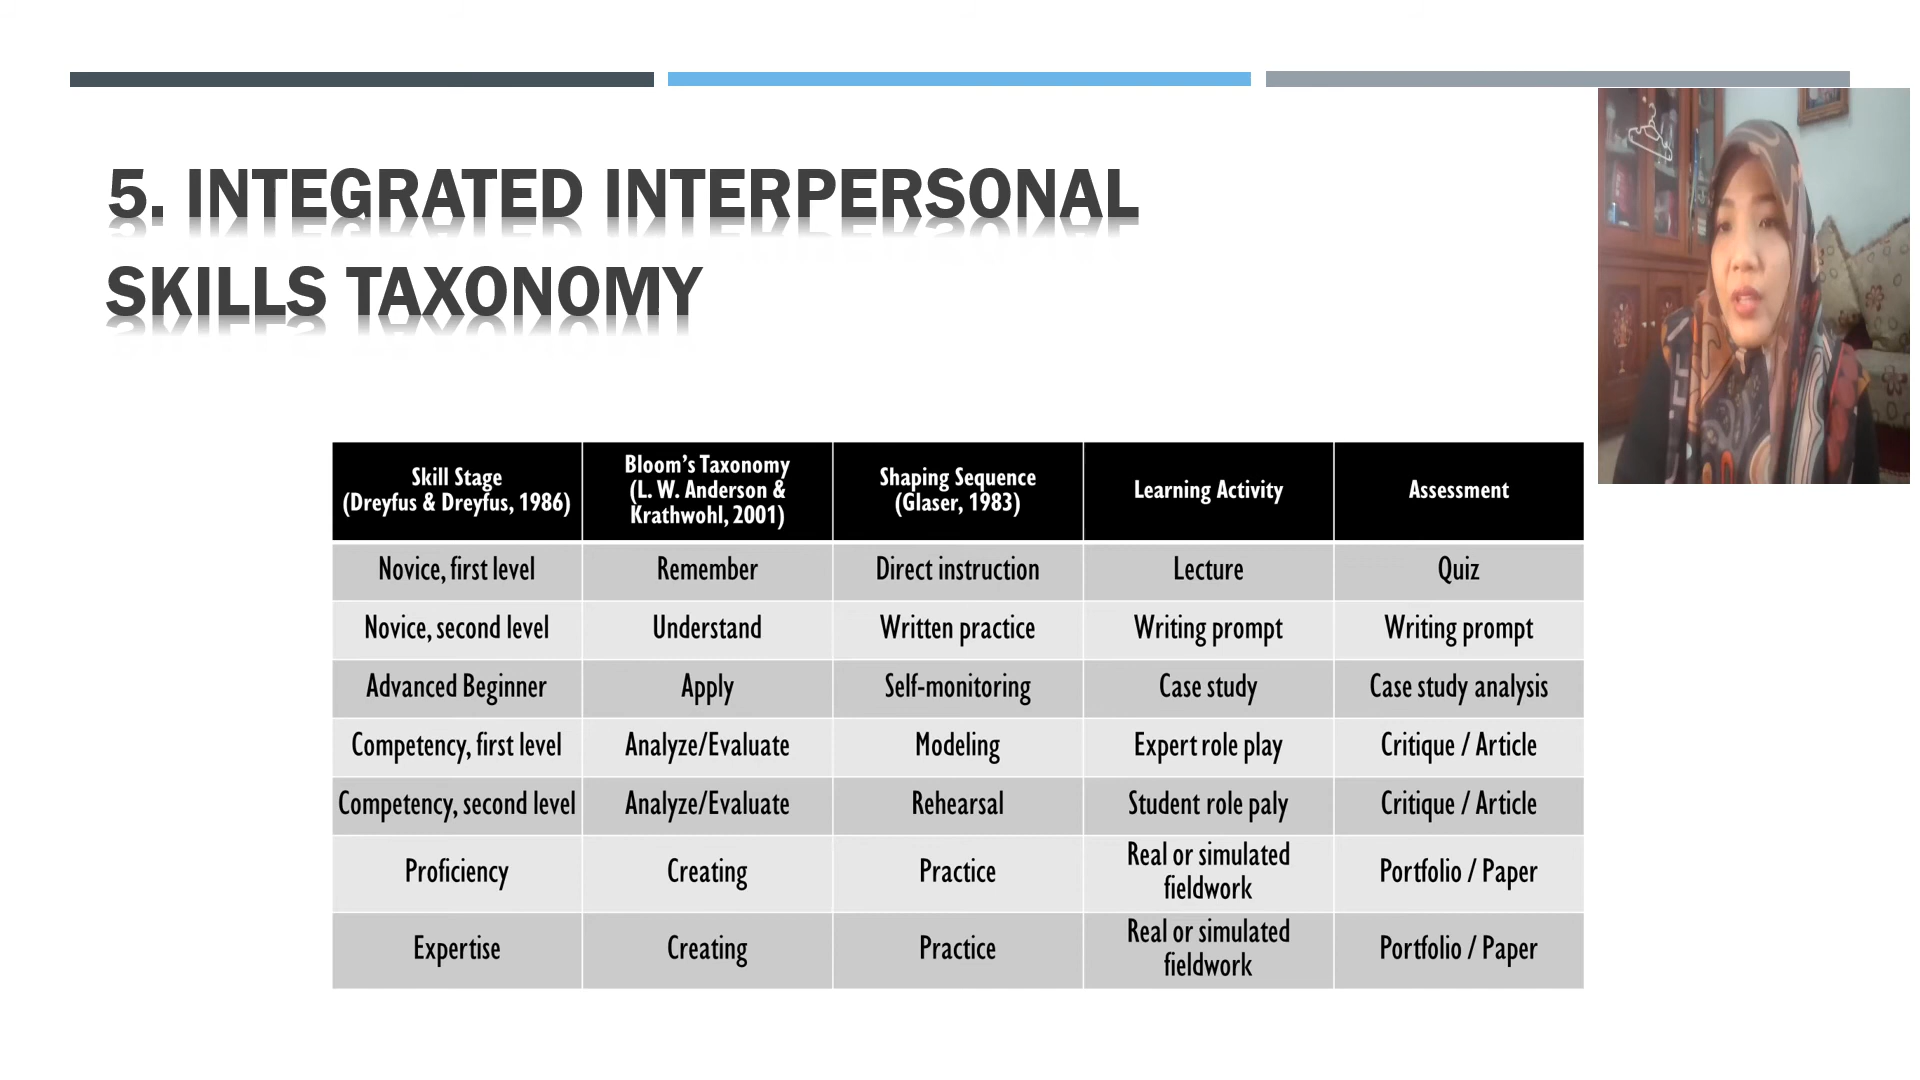 5. INTEGRATED INTERPERSONAL
SKILLS TAXONOMY
Skill Stage
(Dreyfus & Dreyfus, 1986)
Bloom’s Taxonomy
(L. W. Anderson &
Krathwohl, 2001)
Shaping Sequence
(Glaser, 1983)
Learning Activity
Assessment
Novice, first level
Remember
Direct instruction
Lecture
Quiz
Novice, second level
Understand
Written practice
Writing prompt
Writing prompt
Advanced Beginner
Apply
Self-monitoring
Case study
Case study analysis
Competency, first level
Analyze/Evaluate
Modeling
Expert role play
Critique / Article
Competency, second level
Analyze/Evaluate
Rehearsal
Student role paly
Critique / Article
Proficiency
Creating
Practice
Real or simulated
fieldwork
Portfolio / Paper
Expertise
Creating
Practice
Real or simulated
fieldwork
Portfolio / Paper